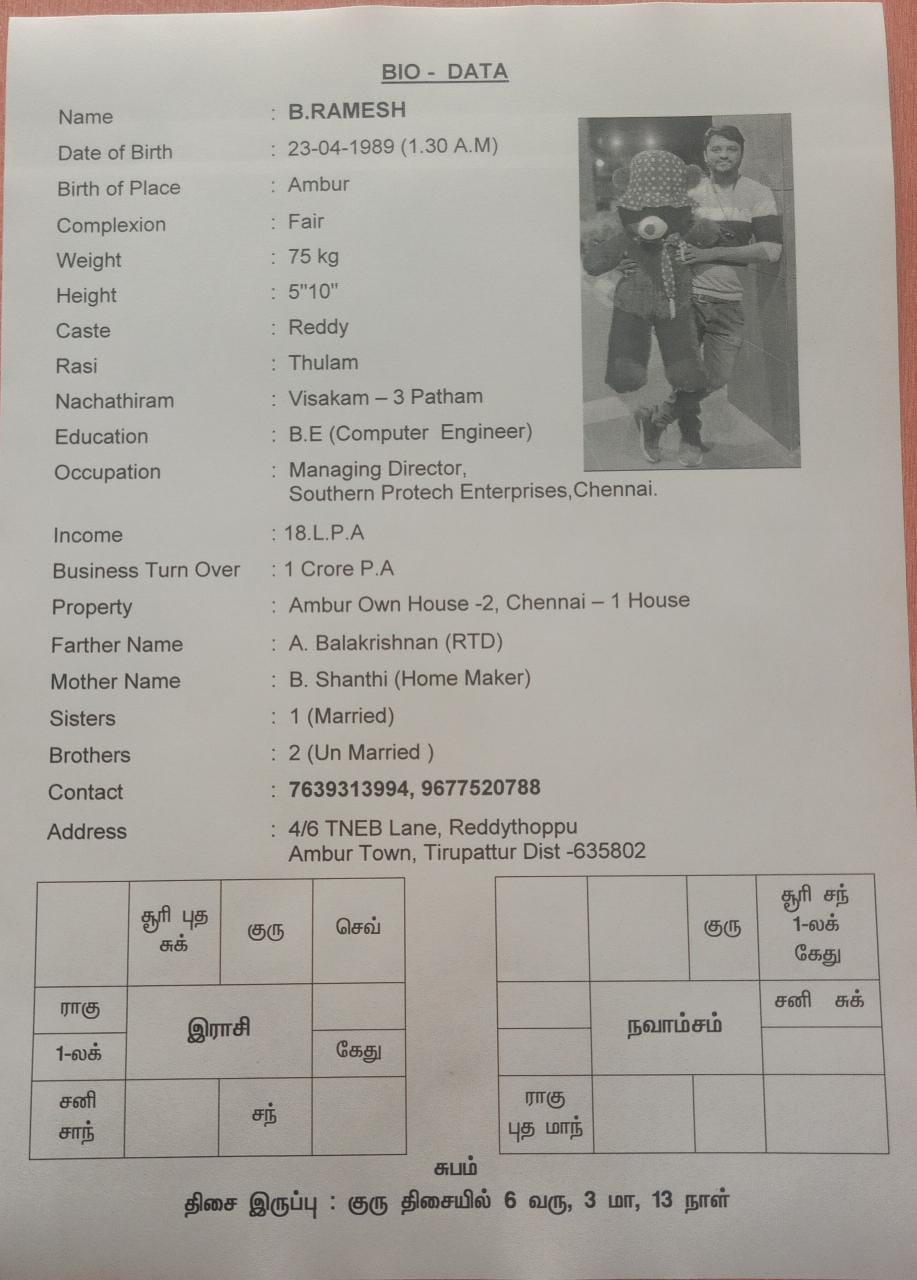 BIO - DATA
Name : B.RAMESH
Date of Birth : 23-04-1989 (1.30 A.M)
Birth of Place : Ambur
Complexion : Fair
Weight : 75 kg
Height : 5"10"
Caste : Reddy
Rasi : Thulam
Nachathiram : Visakam – 3 Patham
Education : B.E (Computer Engineer)
Occupation : Managing Director,
Southern Protech Enterprises,Chennai.
Income : 18.L.P.A
Business Turn Over : 1 Crore P.A
Property : Ambur Own House -2, Chennai – 1 House
Farther Name : A. Balakrishnan (RTD)
Mother Name : B. Shanthi (Home Maker)
Sisters : 1 (Married)
Brothers : 2 (Un Married )
Contact : 7639313994, 9677520788
Address : 4/6 TNEB Lane, Reddythoppu
Ambur Town, Tirupattur Dist -635802
சூரி புத
சுக்
குரு
செவ்
ராகு
இராசி
1-லக்
கேது
சனி
சாந்
சந்
குரு
சூரி சந்
1-லக்
கேது
நவாம்சம்
சனி சுக்
ராகு
புத மாந்
சுபம்
திசை இருப்பு : குரு திசையில் 6 வரு, 3 மா, 13 நாள்